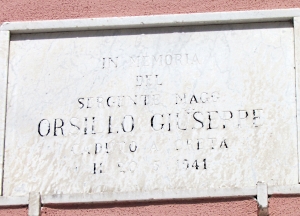 IN MEMORIA
DEL
SERGENTE MAGG
ORSILLO GIUSEPPE
1941